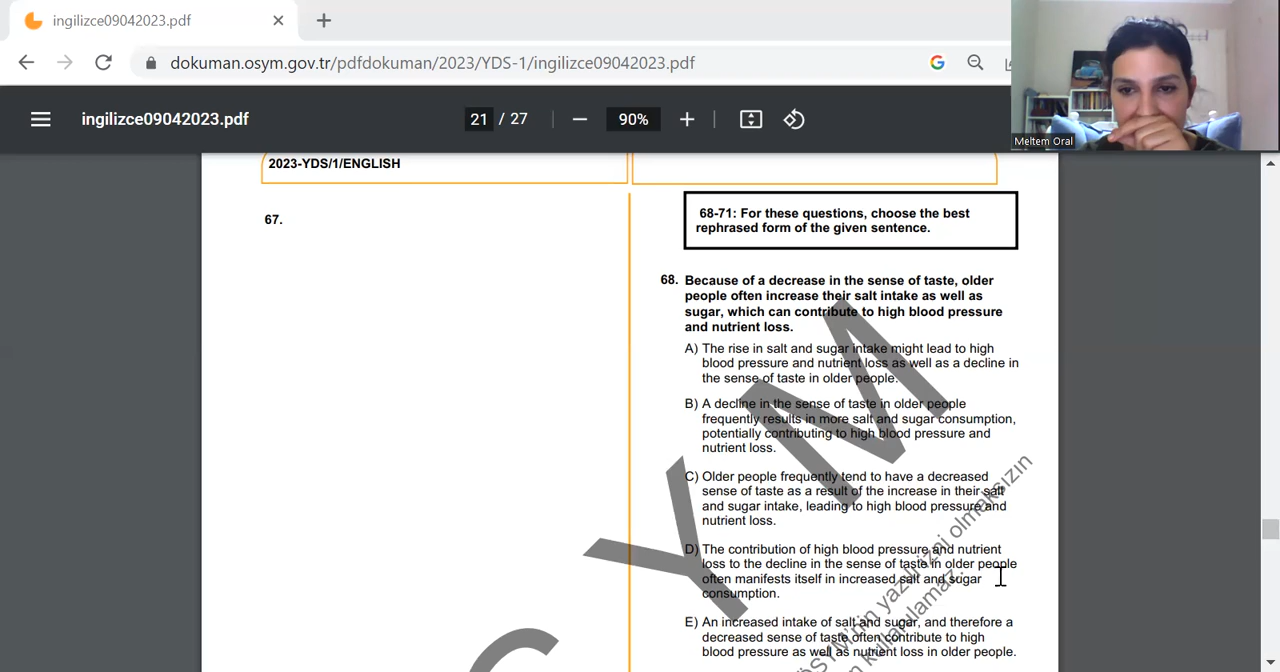 ingilizce09042023.pdf
dokuman.osym.gov.tr/pdfdokuman/2023/YDS-1/ingilizce09042023.pdf
Meltem Oral
ingilizce09042023.pdf
21 / 27
90%
2023-YDS/1/ENGLISH
67.
68-71: For these questions, choose the best
rephrased form of the given sentence.
68. Because of a decrease in the sense of taste, older
people often increase their salt intake as well as
sugar, which can contribute to high blood pressure
and nutrient loss.
A) The rise in salt and sugar intake might lead to high
blood pressure and nutrient loss as well as a decline in
the sense of taste in older people.
B) A decline in the sense of taste in older people
frequently results in more salt and sugar consumption,
potentially contributing to high blood pressure and
nutrient loss.
C) Older people frequently tend to have a decreased
sense of taste as a result of the increase in their salt
and sugar intake, leading to high blood pressure and
nutrient loss.
D) The contribution of high blood pressure and nutrient
loss to the decline in the sense of taste in older people
often manifests itself in increased salt and sugar
consumption.
E) An increased intake of salt and sugar, and therefore a
decreased sense of taste often contribute to high
blood pressure as well as nutrient loss in older people.
Y M
yazılı izni olmaksızın
kullanılamaz.